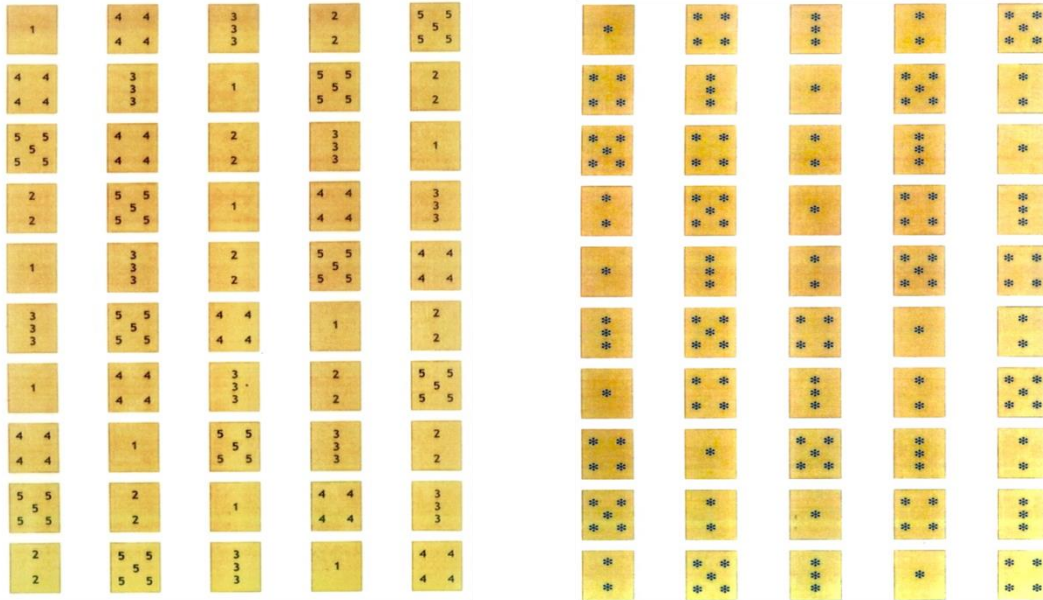 1 4 4 4 4 3 3 3 2 2 5 5 5 5 5
4 4 4 4 3 3 3 1 5 5 5 5 5 2 2
5 5 5 5 5 4 4 4 4 2 2 3 3 3 1
2 2 5 5 5 5 5 1 4 4 4 4 3 3 3
1 3 3 3 2 2 5 5 5 5 5 4 4 4 4
3 3 3 5 5 5 5 5 4 4 4 4 1 2 2
1 4 4 4 4 3 3 3 2 2 5 5 5 5 5
4 4 4 4 1 5 5 5 5 5 3 3 3 2 2
5 5 5 5 5 2 2 1 4 4 4 4 3 3 3
2 2 5 5 5 5 5 3 3 3 1 4 4 4 4